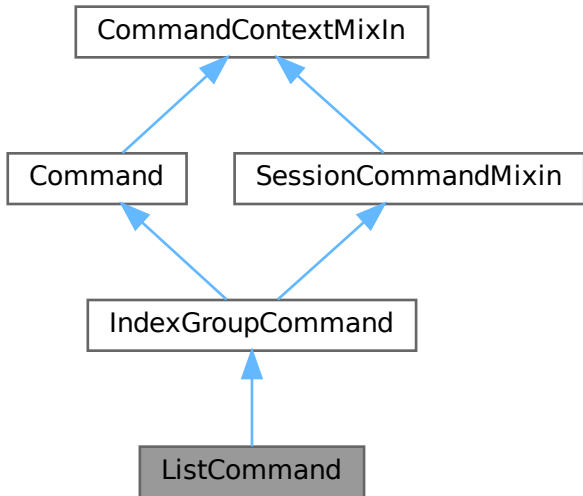 CommandContextMixIn
Command
SessionCommandMixin
IndexGroupCommand
ListCommand